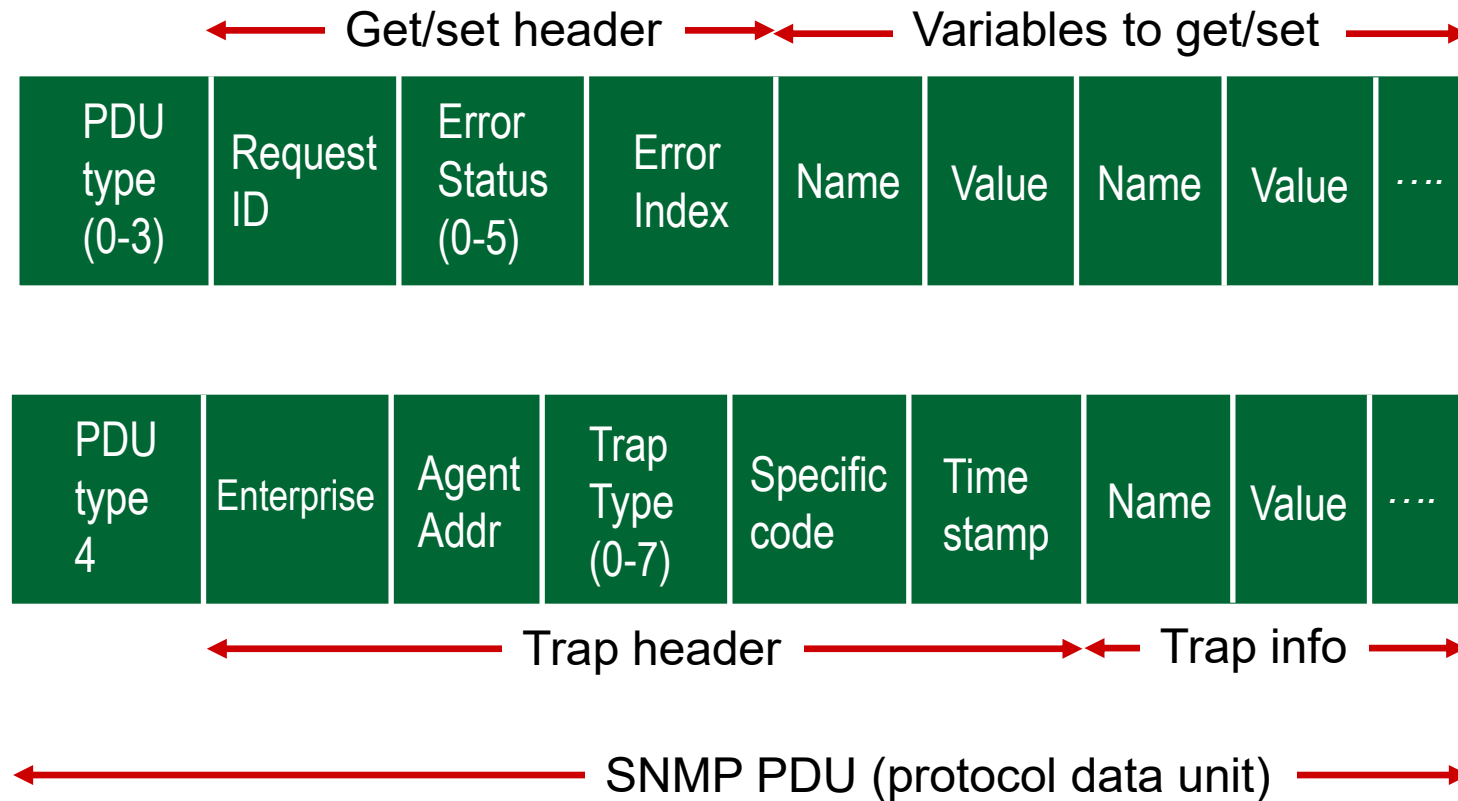 Get/set header
Variables to get/set
PDU
type
(0-3)
Request
ID
Error
Status
(0-5)
Error
Index
Name
Value
Name
Value
....
PDU
type
4
Enterprise
Agent
Addr
Trap
Type
(0-7)
Specific
code
Time
stamp
Name
Value
....
Trap header
Trap info
SNMP PDU (protocol data unit)